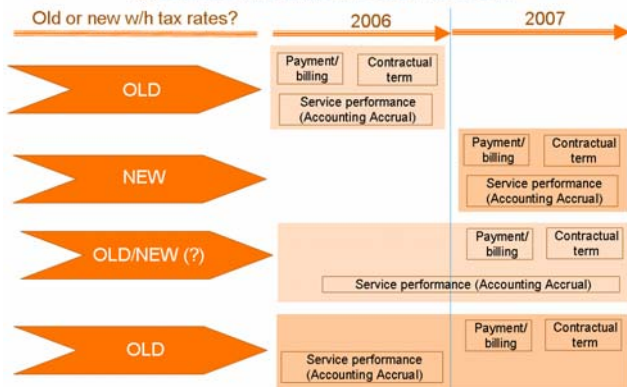 Old or new w/h tax rates?
2006
2007
OLD
Payment/
billing
Contractual
term
Service performance
(Accounting Accrual)
NEW
Payment/
billing
Contractual
term
Service performance
(Accounting Accrual)
OLD/NEW (?)
Payment/
billing
Contractual
term
Service performance (Accounting Accrual)
OLD
Payment/
billing
Contractual
term
Service performance
(Accounting Accrual)